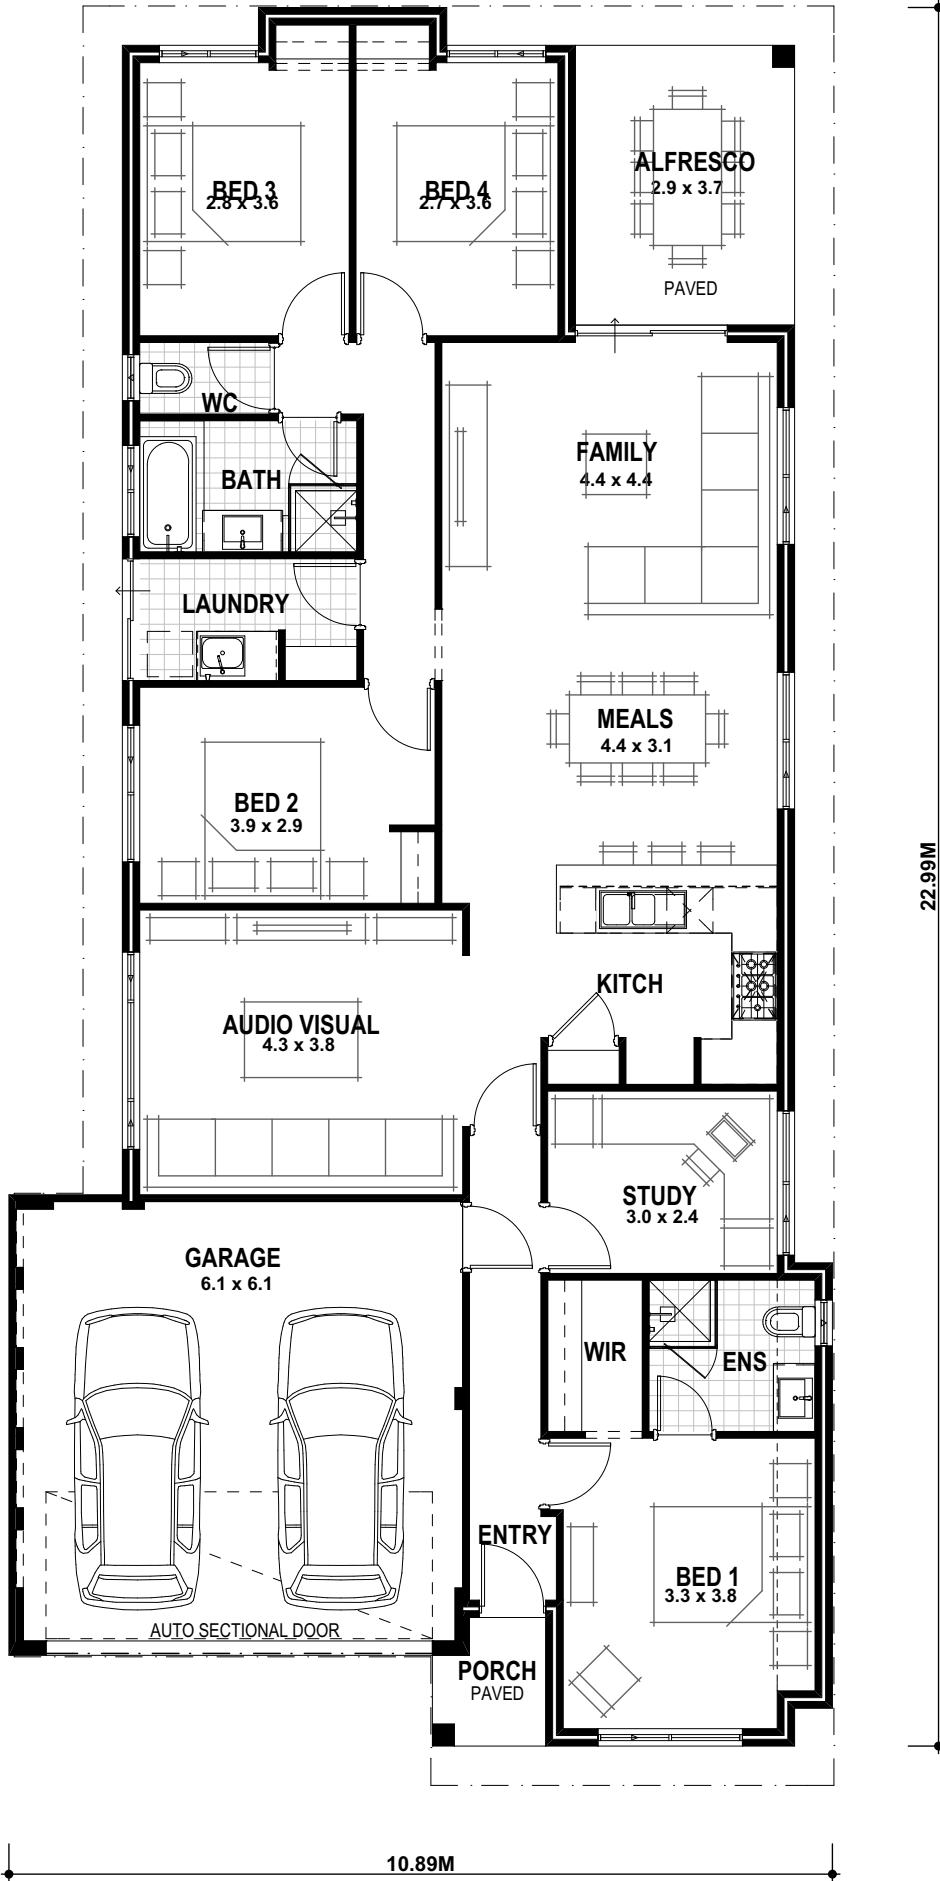 BED 3
2.8 x 3.6
BED 4
2.7 x 3.6
ALFRESCO
2.9 x 3.7
PAVED
WC
BATH
FAMILY
4.4 x 4.4
LAUNDRY
MEALS
4.4 x 3.1
BED 2
3.9 x 2.9
22.99M
KITCH
AUDIO VISUAL
4.3 x 3.8
STUDY
3.0 x 2.4
GARAGE
6.1 x 6.1
WIR
ENS
ENTRY
BED 1
3.3 x 3.8
AUTO SECTIONAL DOOR
PORCH
PAVED
10.89M